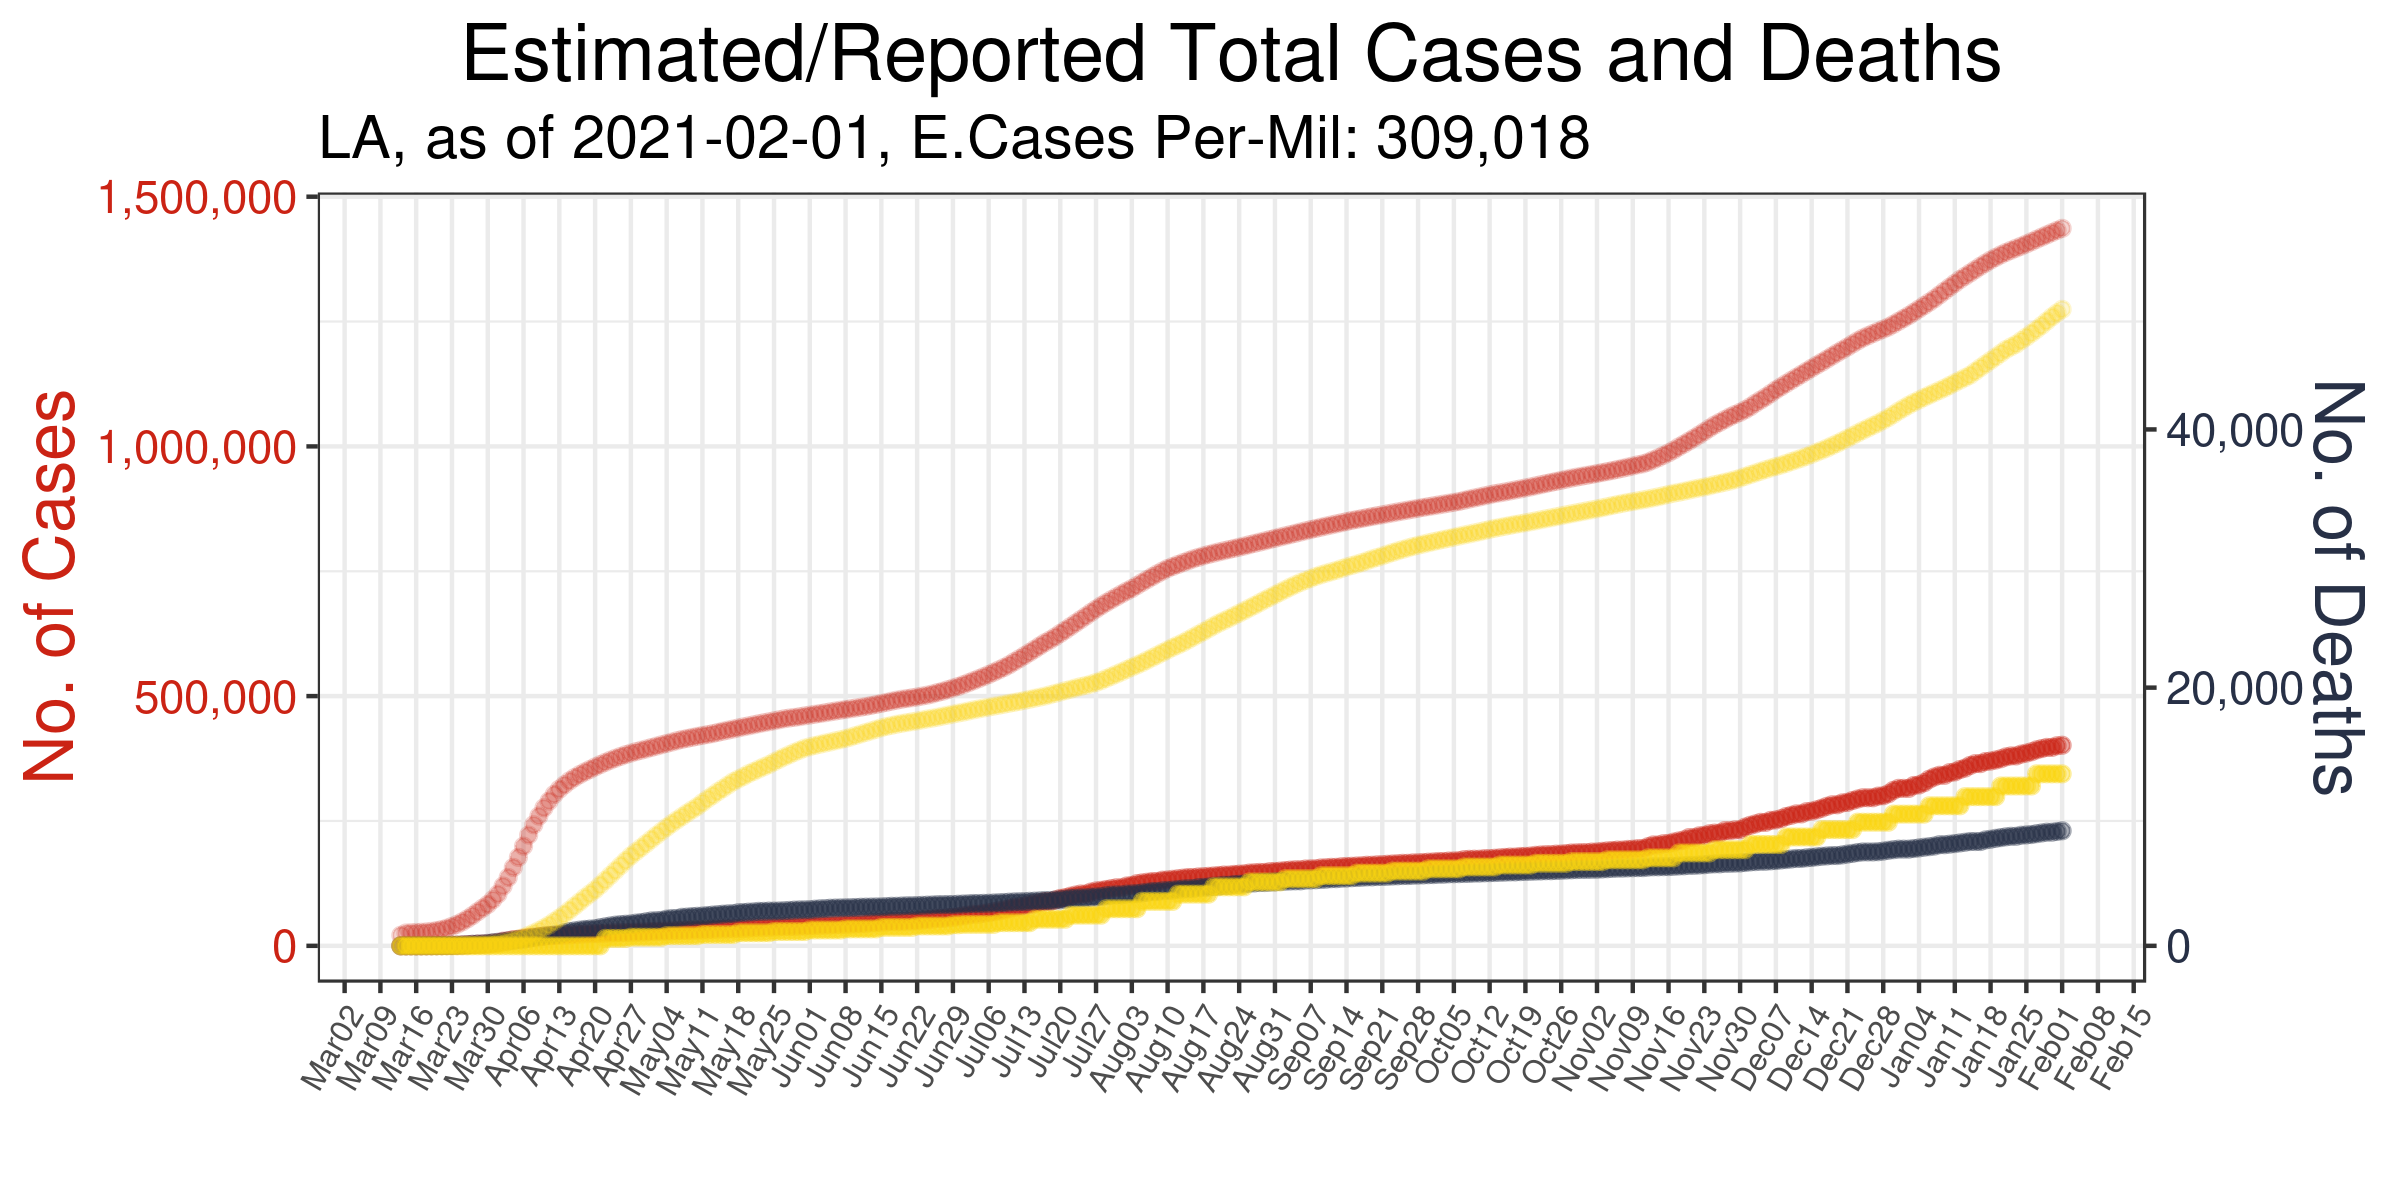 Estimated/Reported Total Cases and Deaths
LA, as of 2021-02-01, E.Cases Per-Mil: 309,018
No. of Cases
1,500,000
1,000,000
500,000
0
40,000
20,000
0
No. of Deaths
Mar02
Mar09
Mar16
Mar23
Mar30
Apr06
Apr13
Apr20
Apr27
May04
May11
May18
May25
Jun01
Jun08
Jun15
Jun22
Jun29
Jul06
Jul13
Jul20
Jul27
Aug03
Aug10
Aug17
Aug24
Aug31
Sep07
Sep14
Sep21
Sep28
Oct05
Oct12
Oct19
Oct26
Nov02
Nov09
Nov16
Nov23
Nov30
Dec07
Dec14
Dec21
Dec28
Jan04
Jan11
Jan18
Jan25
Feb01
Feb08
Feb15